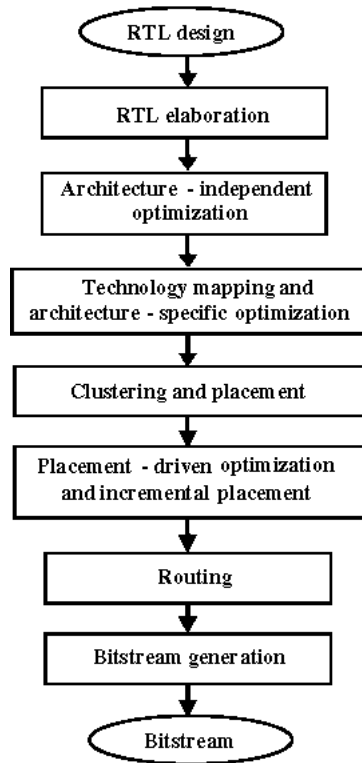 RTL design
RTL elaboration
Architecture - independent
optimization
Technology mapping and
architecture - specific optimization
Clustering and placement
Placement - driven optimization
and incremental placement
Routing
Bitstream generation
Bitstream